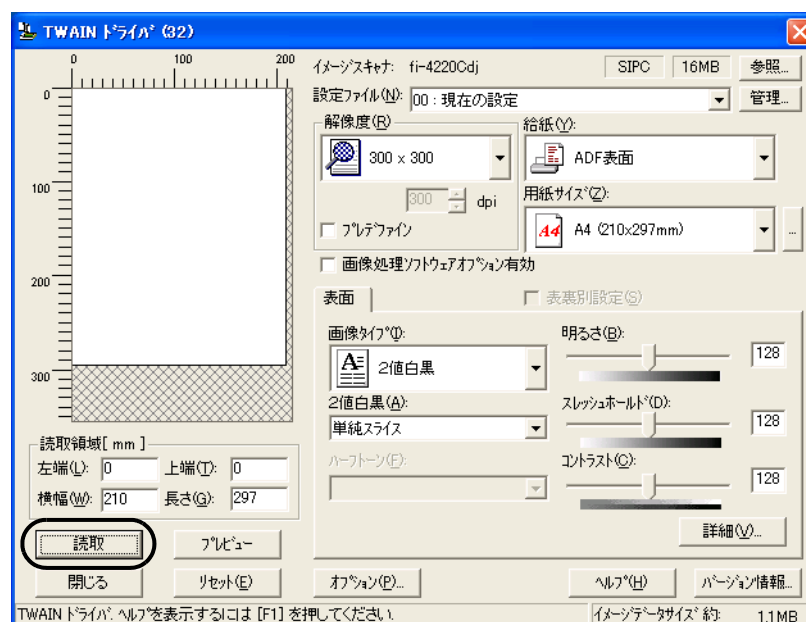 TWAIN ﾄﾞﾗｲﾊﾞ (32)
0 100 200
0
100
200
300
ｲﾒｰｼﾞｽｷｬﾅ: fi-4220Cdj SIPC 16MB 参照...
設定ﾌｧｲﾙ(N): 00 : 現在の設定 管理...
解像度(R)
300 × 300
300 dpi
ﾌﾟﾚﾃﾞﾌｧｲﾝ
給紙(Y):
ADF表面
用紙ｻｲｽﾞ(Z):
A4 A4 (210x297mm) ...
画像処理ｿﾌﾄｳｪｱｵﾌﾟｼｮﾝ有効
表面 表裏別設定(S)
画像ﾀｲﾌﾟ(I):
A 2値白黒
2値白黒(A):
単純ｽﾗｲｽ
ﾊｰﾌﾄｰﾝ(F):
明るさ(B):
128
ｽﾚｯｼｭﾎｰﾙﾄﾞ(D):
128
ｺﾝﾄﾗｽﾄ(C):
128
詳細(V)...
読取領域[ mm ]
左端(L): 0 上端(T): 0
横幅(W): 210 長さ(G): 297
読取 ﾌﾟﾚﾋﾞｭｰ
閉じる ﾘｾｯﾄ(E) ｵﾌﾟｼｮﾝ(P)... ﾍﾙﾌﾟ(H) ﾊﾞｰｼﾞｮﾝ情報...
TWAIN ﾄﾞﾗｲﾊﾞ. ﾍﾙﾌﾟを表示するには [F1] を押してください. ｲﾒｰｼﾞﾃﾞｰﾀｻｲｽﾞ 約: 1.1MB